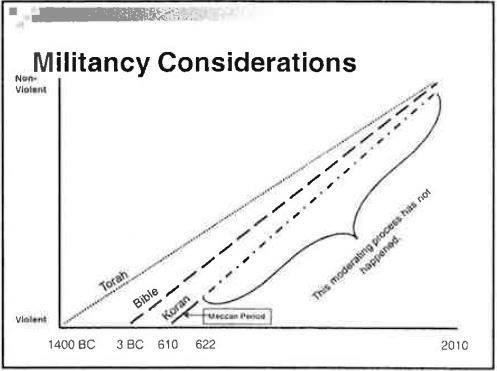 Militancy Considerations
Non-
Violent
Torah
Bible
Koran
This moderating process has not
happened.
Meccan Period
Violent
1400 BC 3 BC 610 622 2010